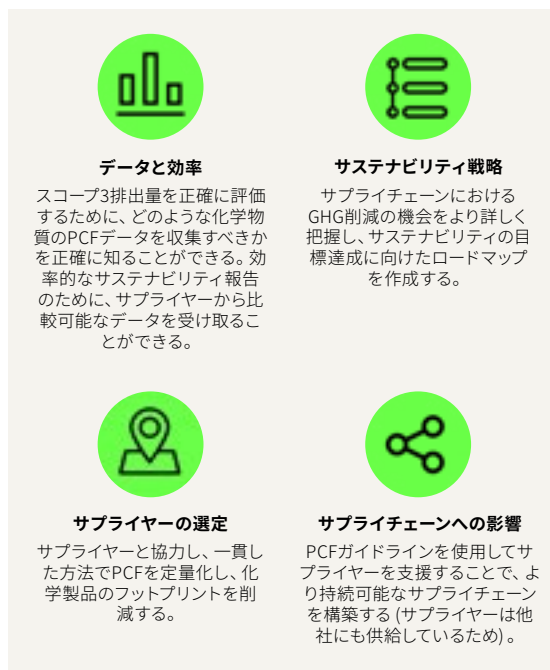 データと効率
スコープ3排出量を正確に評価
するために、どのような化学物
質のPCFデータを収集すべきか
を正確に知ることができる。効
率的なサステナビリティ報告
のために、サプライヤーから比
較可能なデータを受け取るこ
とができる。
サステナビリティ戦略
サプライチェーンにおける
GHG削減の機会をより詳しく
把握し、サステナビリティの目
標達成に向けたロードマップ
を作成する。
サプライヤーの選定
サプライヤーと協力し、一貫し
た方法でPCFを定量化し、化
学製品のフットプリントを削
減する。
サプライチェーンへの影響
PCFガイドラインを使用してサ
プライヤーを支援することで、よ
り持続可能なサプライチェーン
を構築する (サプライヤーは他
社にも供給しているため) 。